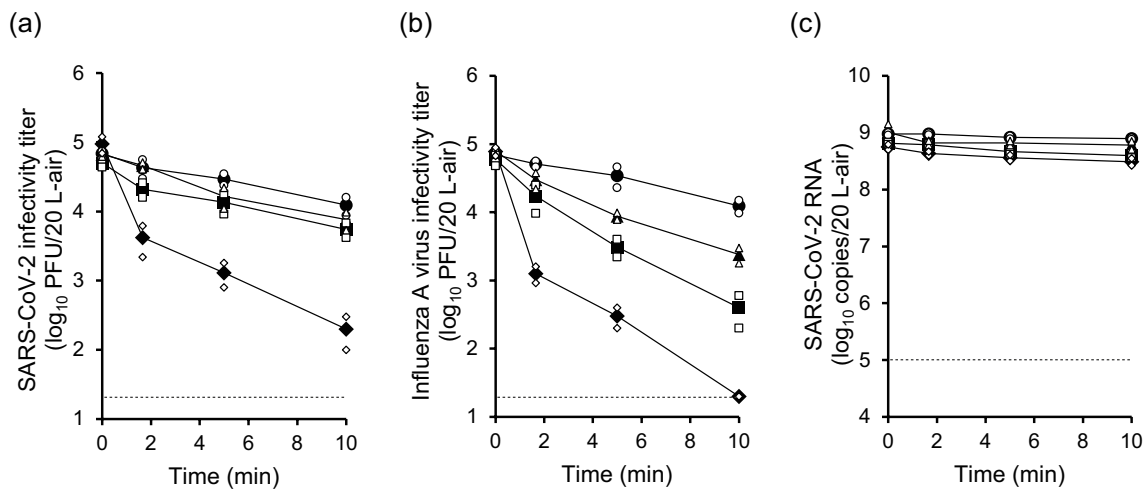 (a)
SARS-CoV-2 infectivity titer
(log₁₀ PFU/20 L-air)
6
5
4
3
2
1
0 2 4 6 8 10
Time (min)
(b)
Influenza A virus infectivity titer
(log₁₀ PFU/20 L-air)
6
5
4
3
2
1
0 2 4 6 8 10
Time (min)
(c)
SARS-CoV-2 RNA
(log₁₀ copies/20 L-air)
10
9
8
7
6
5
4
0 2 4 6 8 10
Time (min)